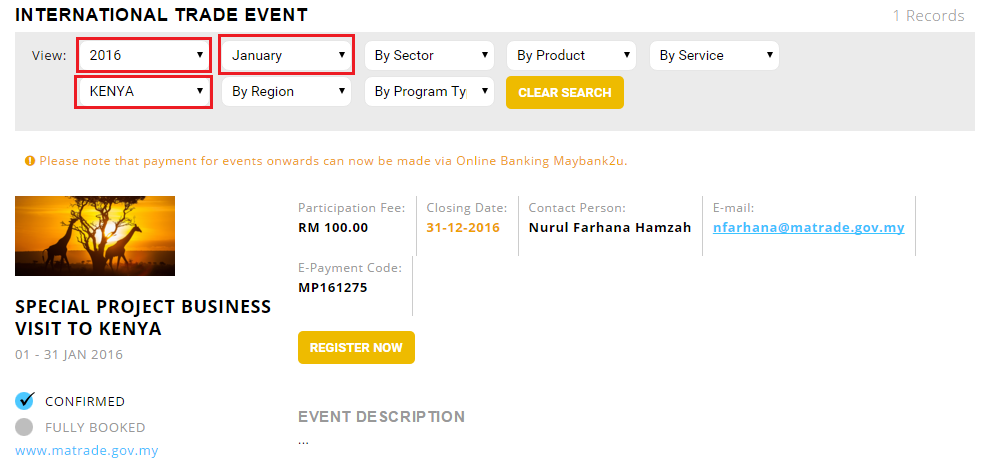 INTERNATIONAL TRADE EVENT
1 Records
View:
2016
January
By Sector
By Product
By Service
KENYA
By Region
By Program Ty
CLEAR SEARCH
Please note that payment for events onwards can now be made via Online Banking Maybank2u.
Participation Fee:
RM 100.00
Closing Date:
31-12-2016
Contact Person:
Nurul Farhana Hamzah
E-mail:
nfarhana@matrade.gov.my
E-Payment Code:
MP161275
SPECIAL PROJECT BUSINESS
VISIT TO KENYA
01 - 31 JAN 2016
REGISTER NOW
CONFIRMED
FULLY BOOKED
www.matrade.gov.my
EVENT DESCRIPTION
...